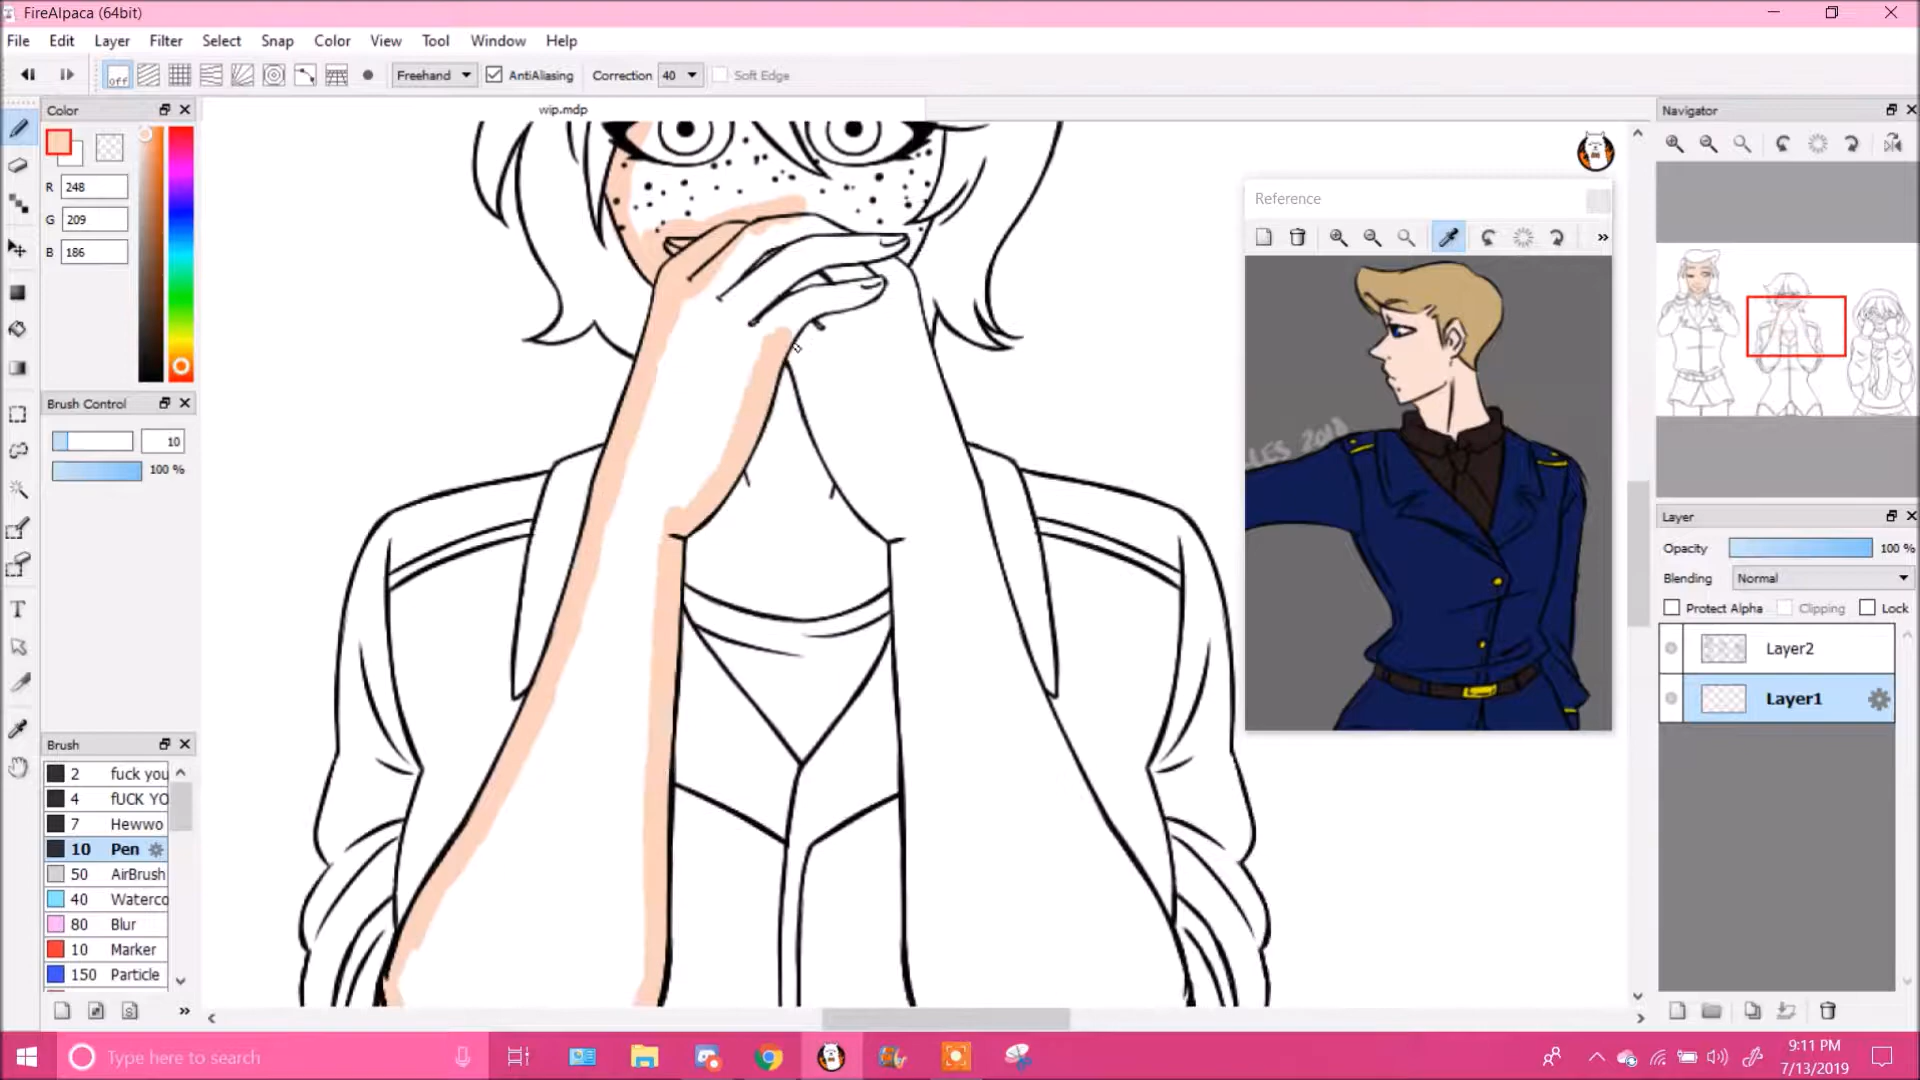 FireAlpaca (64bit)
File Edit Layer Filter Select Snap Color View Tool Window Help
off Freehand AntiAliasing Correction 40 Soft Edge
Color
R 248
G 209
B 186
Brush Control
10
100 %
Brush
2 fuck you
4 fUCK YO
7 Hewwo
10 Pen
50 AirBrush
40 Waterco
80 Blur
10 Marker
150 Particle
wip.mdp
Reference
LES 2018
Navigator
Layer
Opacity 100 %
Blending Normal
Protect Alpha Clipping Lock
Layer2
Layer1
Type here to search
9:11 PM
7/13/2019